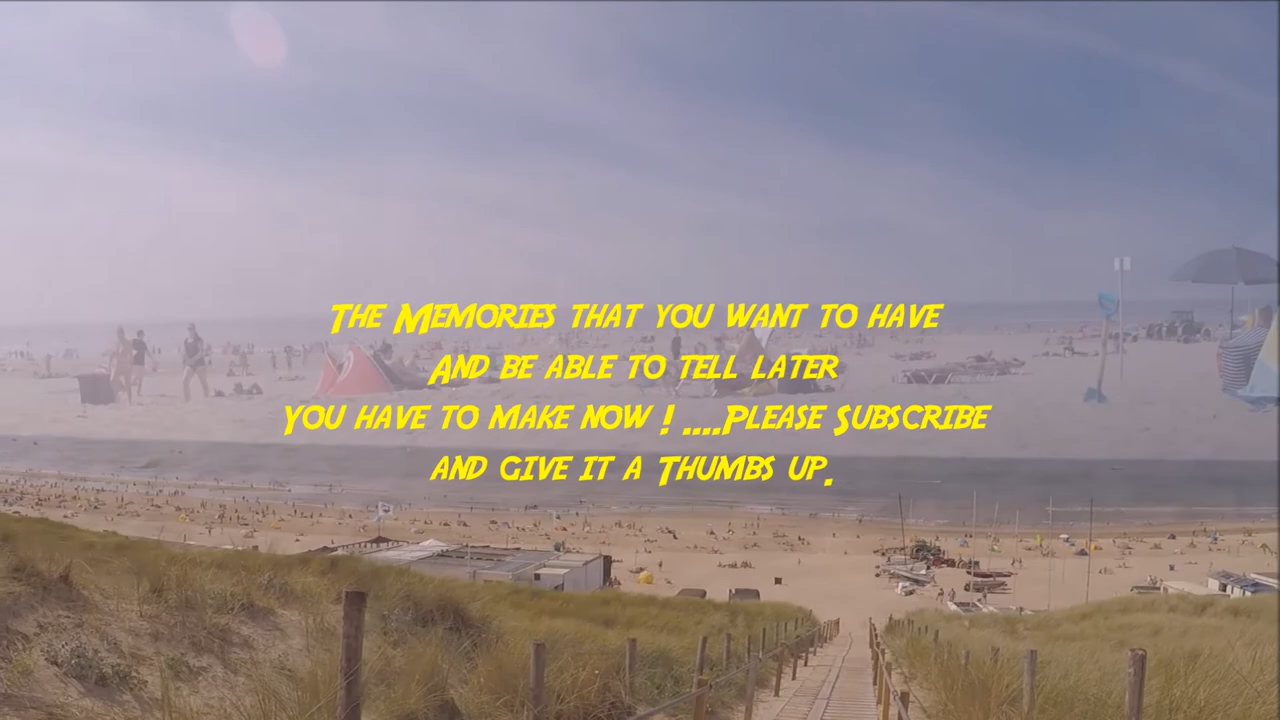 The Memories that you want to have
And be able to tell later
You have to make now ! ....Please Subscribe
and give it a Thumbs up.